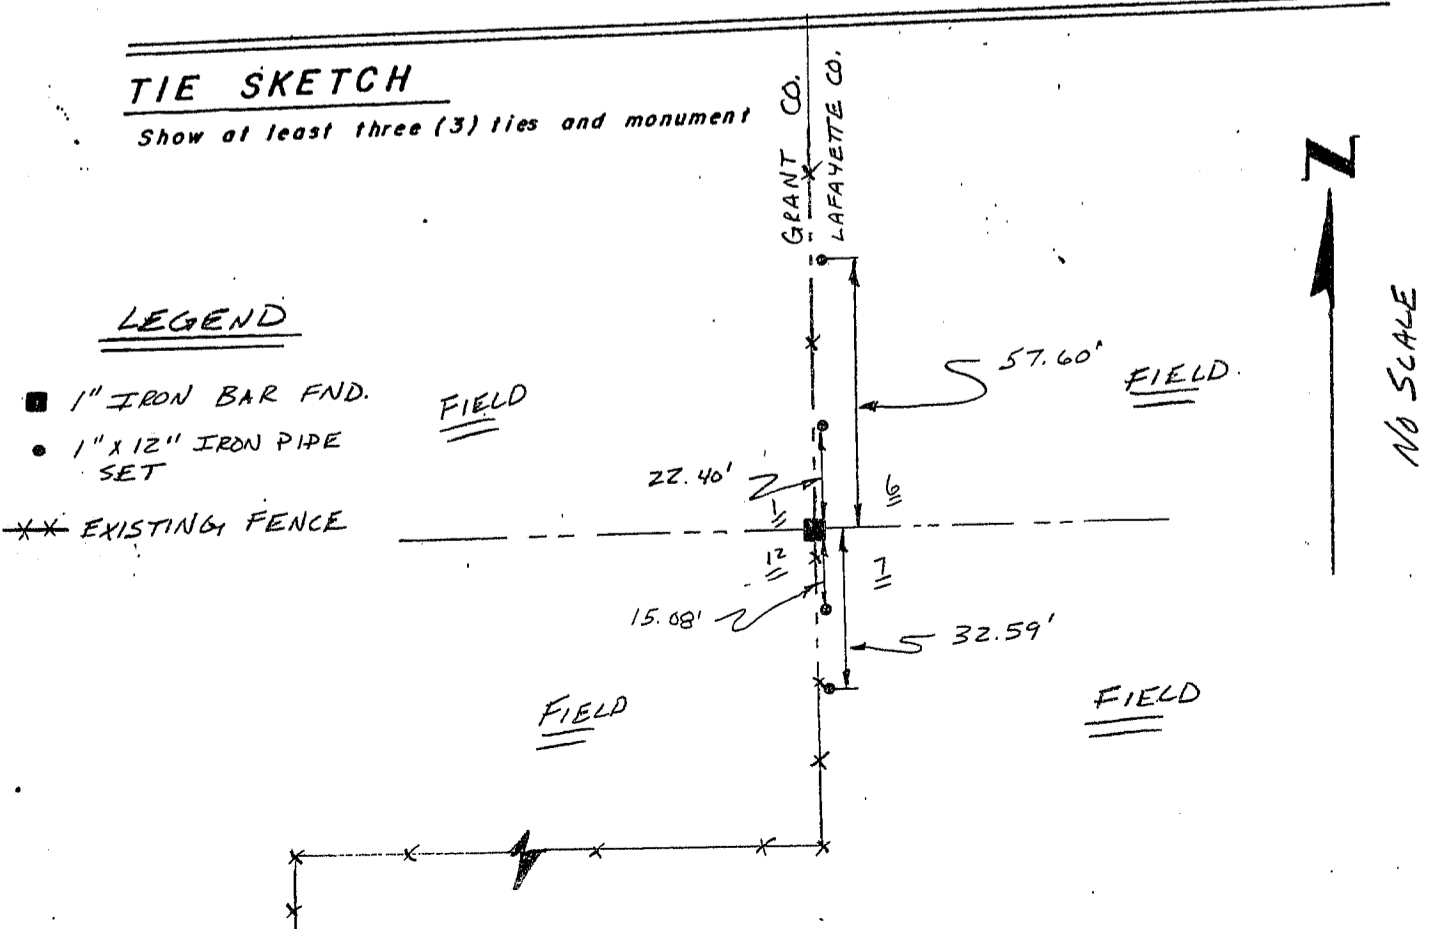 TIE SKETCH
Show at least three (3) ties and monument
GRANT CO.
LAFAYETTE CO.
N
NO SCALE
LEGEND
1" IRON BAR FND.
1" X 12" IRON PIPE
SET
EXISTING FENCE
FIELD
57.60'
FIELD.
22.40'
1
6
12
7
15.08'
32.59'
FIELD
FIELD